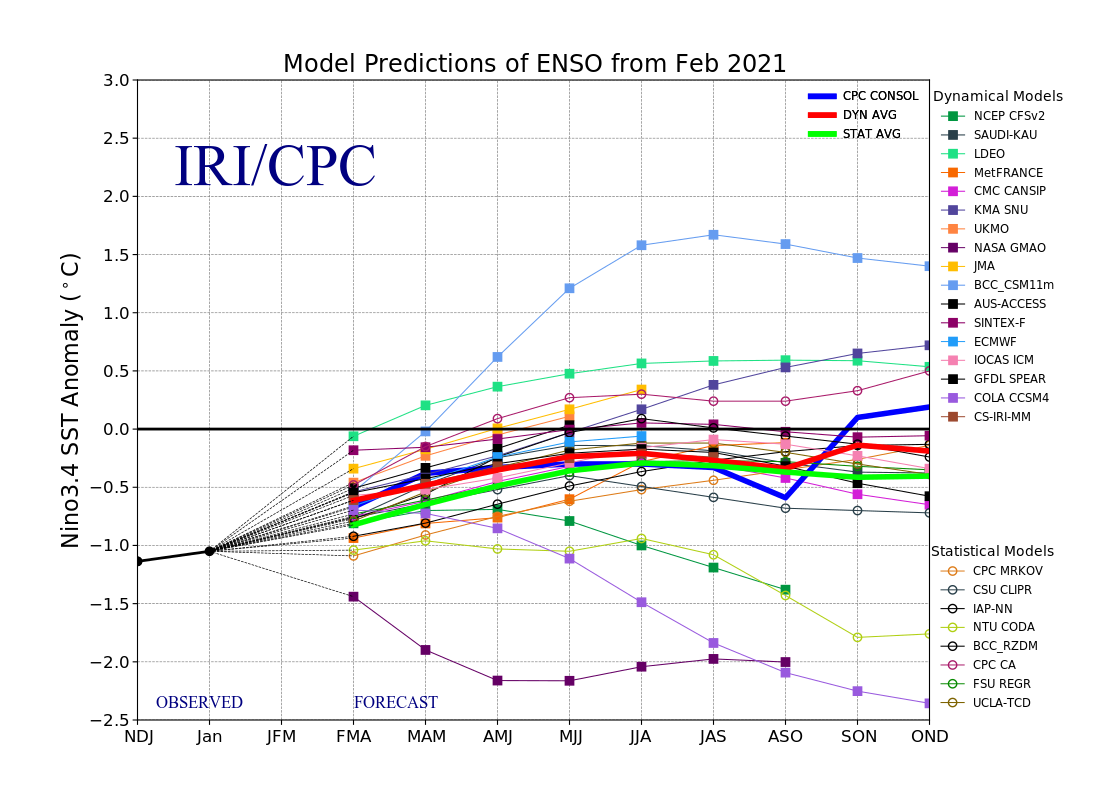 Model Predictions of ENSO from Feb 2021
IRI/CPC
CPC CONSOL
DYN AVG
STAT AVG
Nino3.4 SST Anomaly (°C)
3.0
2.5
2.0
1.5
1.0
0.5
0.0
−0.5
−1.0
−1.5
−2.0
−2.5
OBSERVED
FORECAST
NDJ Jan JFM FMA MAM AMJ MJJ JJA JAS ASO SON OND
Dynamical Models
NCEP CFSv2
SAUDI-KAU
LDEO
MetFRANCE
CMC CANSIP
KMA SNU
UKMO
NASA GMAO
JMA
BCC_CSM11m
AUS-ACCESS
SINTEX-F
ECMWF
IOCAS ICM
GFDL SPEAR
COLA CCSM4
CS-IRI-MM
Statistical Models
CPC MRKOV
CSU CLIPR
IAP-NN
NTU CODA
BCC_RZDM
CPC CA
FSU REGR
UCLA-TCD